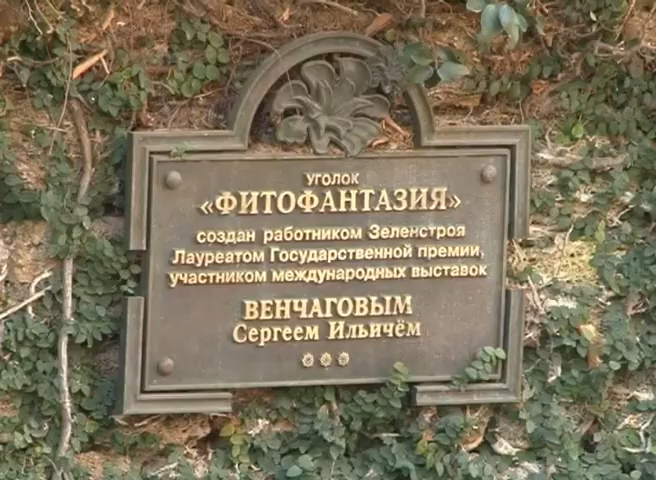 УГОЛОК
«ФИТОФАНТАЗИЯ»
создан работником Зеленстроя
Лауреатом Государственной премии,
участником международных выставок
ВЕНЧАГОВЫМ
Сергеем Ильичём